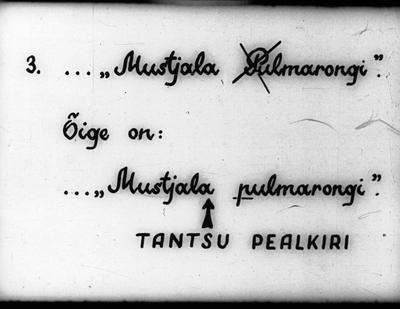 3. ...„Mustjala Pulmarongi”.
Õige on:
...„Mustjala pulmarongi”.
TANTSU PEALKIRI